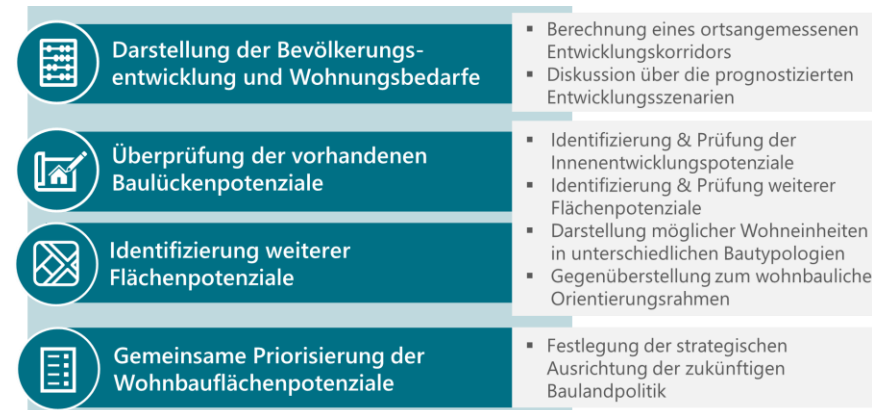 Darstellung der Bevölkerungs-
entwicklung und Wohnungsbedarfe
▪ Berechnung eines ortsangemessenen
Entwicklungskorridors
▪ Diskussion über die prognostizierten
Entwicklungsszenarien
Überprüfung der vorhandenen
Baulückenpotenziale
Identifizierung weiterer
Flächenpotenziale
▪ Identifizierung & Prüfung der
Innenentwicklungspotenziale
▪ Identifizierung & Prüfung weiterer
Flächenpotenziale
▪ Darstellung möglicher Wohneinheiten
in unterschiedlichen Bautypologien
▪ Gegenüberstellung zum wohnbauliche
Orientierungsrahmen
Gemeinsame Priorisierung der
Wohnbauflächenpotenziale
▪ Festlegung der strategischen
Ausrichtung der zukünftigen
Baulandpolitik